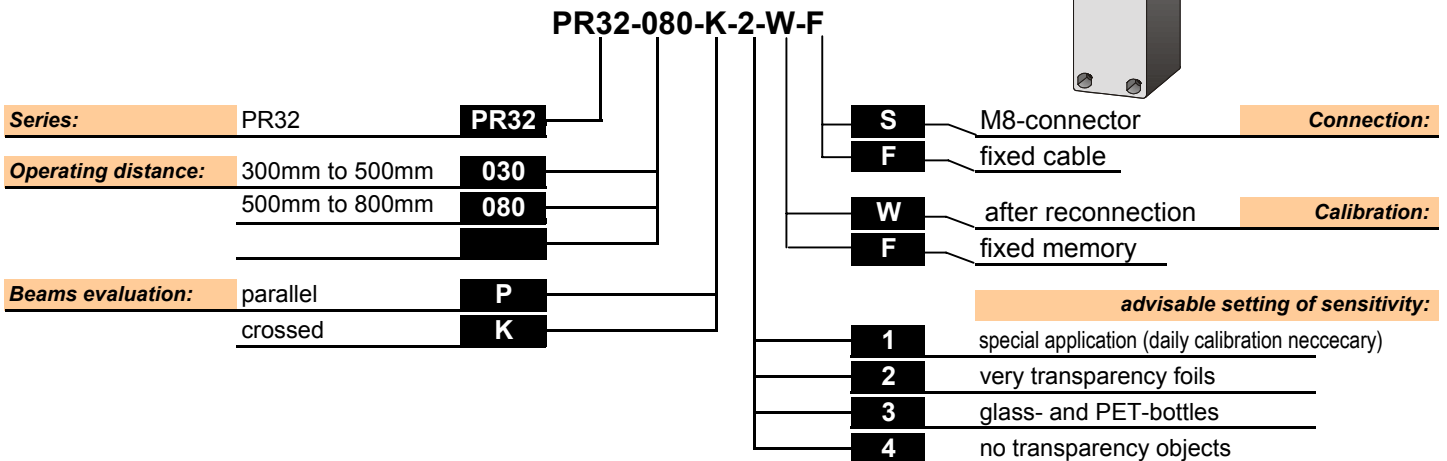 PR32-080-K-2-W-F
Series: PR32 PR32
Operating distance: 300mm to 500mm 030
500mm to 800mm 080
Beams evaluation: parallel P
crossed K
S M8-connector Connection:
F fixed cable
W after reconnection Calibration:
F fixed memory
advisable setting of sensitivity:
1 special application (daily calibration neccecary)
2 very transparency foils
3 glass- and PET-bottles
4 no transparency objects